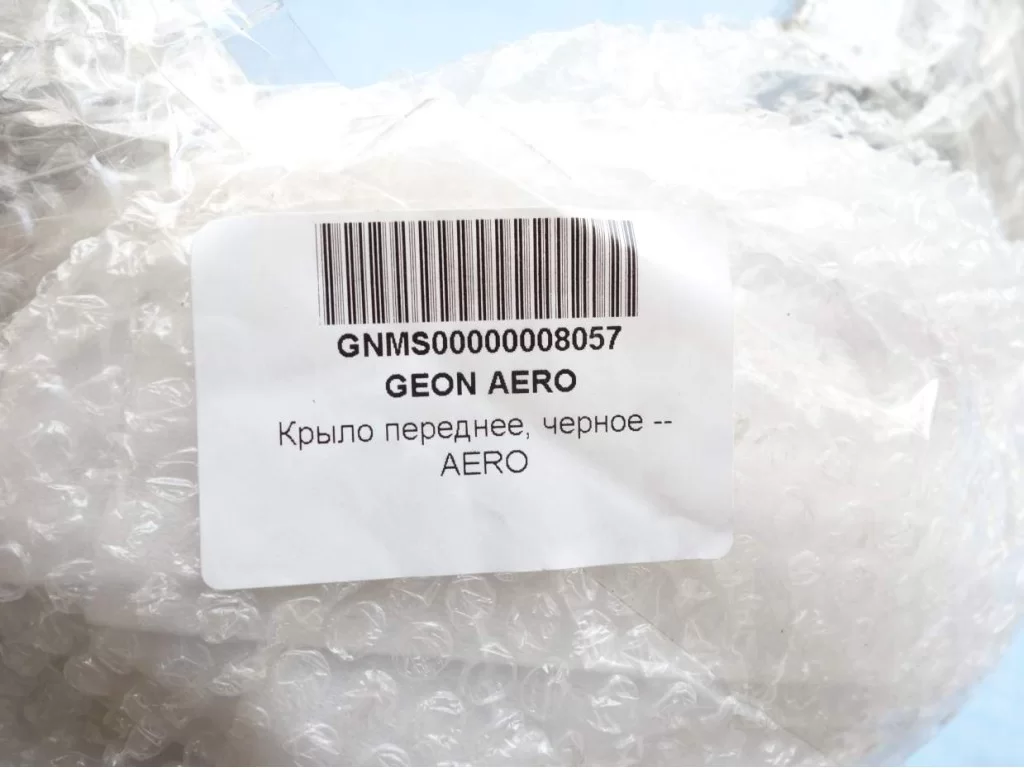 GNMS00000008057
GEON AERO
Крыло переднее, черное --
AERO